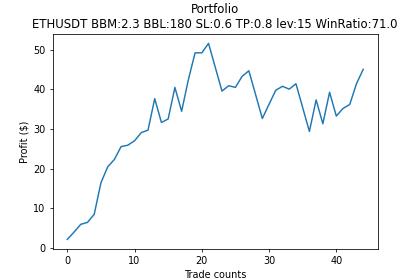 Portfolio
ETHUSDT BBM:2.3 BBL:180 SL:0.6 TP:0.8 lev:15 WinRatio:71.0
Profit ($)
50
40
30
20
10
0
0 10 20 30 40
Trade counts